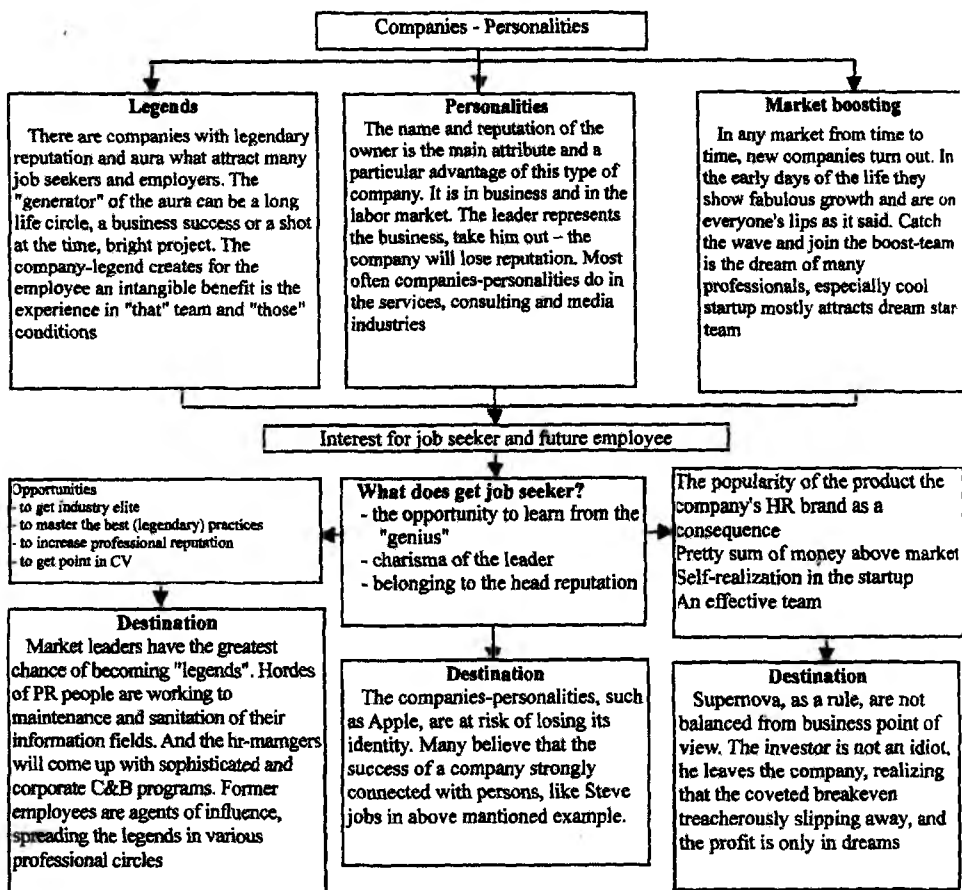 Companies - Personalities
Legends
There are companies with legendary
reputation and aura what attract many
job seekers and employers. The
"generator" of the aura can be a long
life circle, a business success or a shot
at the time, bright project. The
company-legend creates for the
employee an intangible benefit is the
experience in "that" team and "those"
conditions
Personalities
The name and reputation of the
owner is the main attribute and a
particular advantage of this type of
company. It is in business and in the
labor market. The leader represents
the business, take him out – the
company will lose reputation. Most
often companies-personalities do in
the services, consulting and media
industries
Market boosting
In any market from time to
time, new companies turn out. In
the early days of the life they
show fabulous growth and are on
everyone's lips as it said. Catch
the wave and join the boost-team
is the dream of many
professionals, especially cool
startup mostly attracts dream star
team
Interest for job seeker and future employee
Opportunities
- to get industry elite
- to master the best (legendary) practices
- to increase professional reputation
- to get point in CV
What does get job seeker?
- the opportunity to learn from the
"genius"
- charisma of the leader
- belonging to the head reputation
The popularity of the product the
company's HR brand as a
consequence
Pretty sum of money above market
Self-realization in the startup
An effective team
Destination
Market leaders have the greatest
chance of becoming "legends". Hordes
of PR people are working to
maintenance and sanitation of their
information fields. And the hr-mamgers
will come up with sophisticated and
corporate C&B programs. Former
employees are agents of influence,
spreading the legends in various
professional circles
Destination
The companies-personalities, such
as Apple, are at risk of losing its
identity. Many believe that the
success of a company strongly
connected with persons, like Steve
jobs in above mentioned example.
Destination
Supernova, as a rule, are not
balanced from business point of
view. The investor is not an idiot,
he leaves the company, realizing
that the coveted breakeven
treacherously slipping away, and
the profit is only in dreams